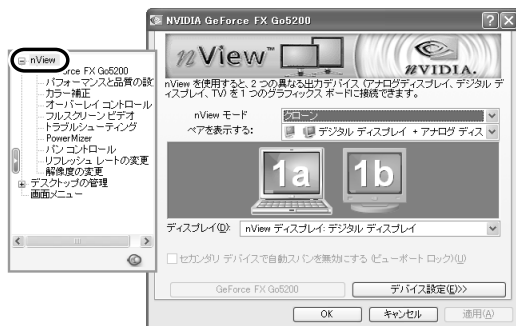 NVIDIA GeForce FX Go5200
nView
rce FX Go5200
パフォーマンスと品質の設
カラー補正
オーバーレイ コントロール
フルスクリーン ビデオ
トラブルシューティング
PowerMizer
パン コントロール
リフレッシュ レートの変更
解像度の変更
デスクトップの管理
画面メニュー
nView™
NVIDIA.
nView を使用すると、2 つの異なる出力デバイス (アナログディスプレイ、デジタル デ
ィスプレイ、TV) を 1 つのグラフィックス ボードに接続できます。
nView モード
クローン
ペアを表示する:
デジタル ディスプレイ + アナログ ディス
1a
1b
ディスプレイ(D):
nView ディスプレイ: デジタル ディスプレイ
セカンダリ デバイスで自動スパンを無効にする (ビューポート ロック)(U)
GeForce FX Go5200
デバイス設定(E)>>
OK
キャンセル
適用(A)